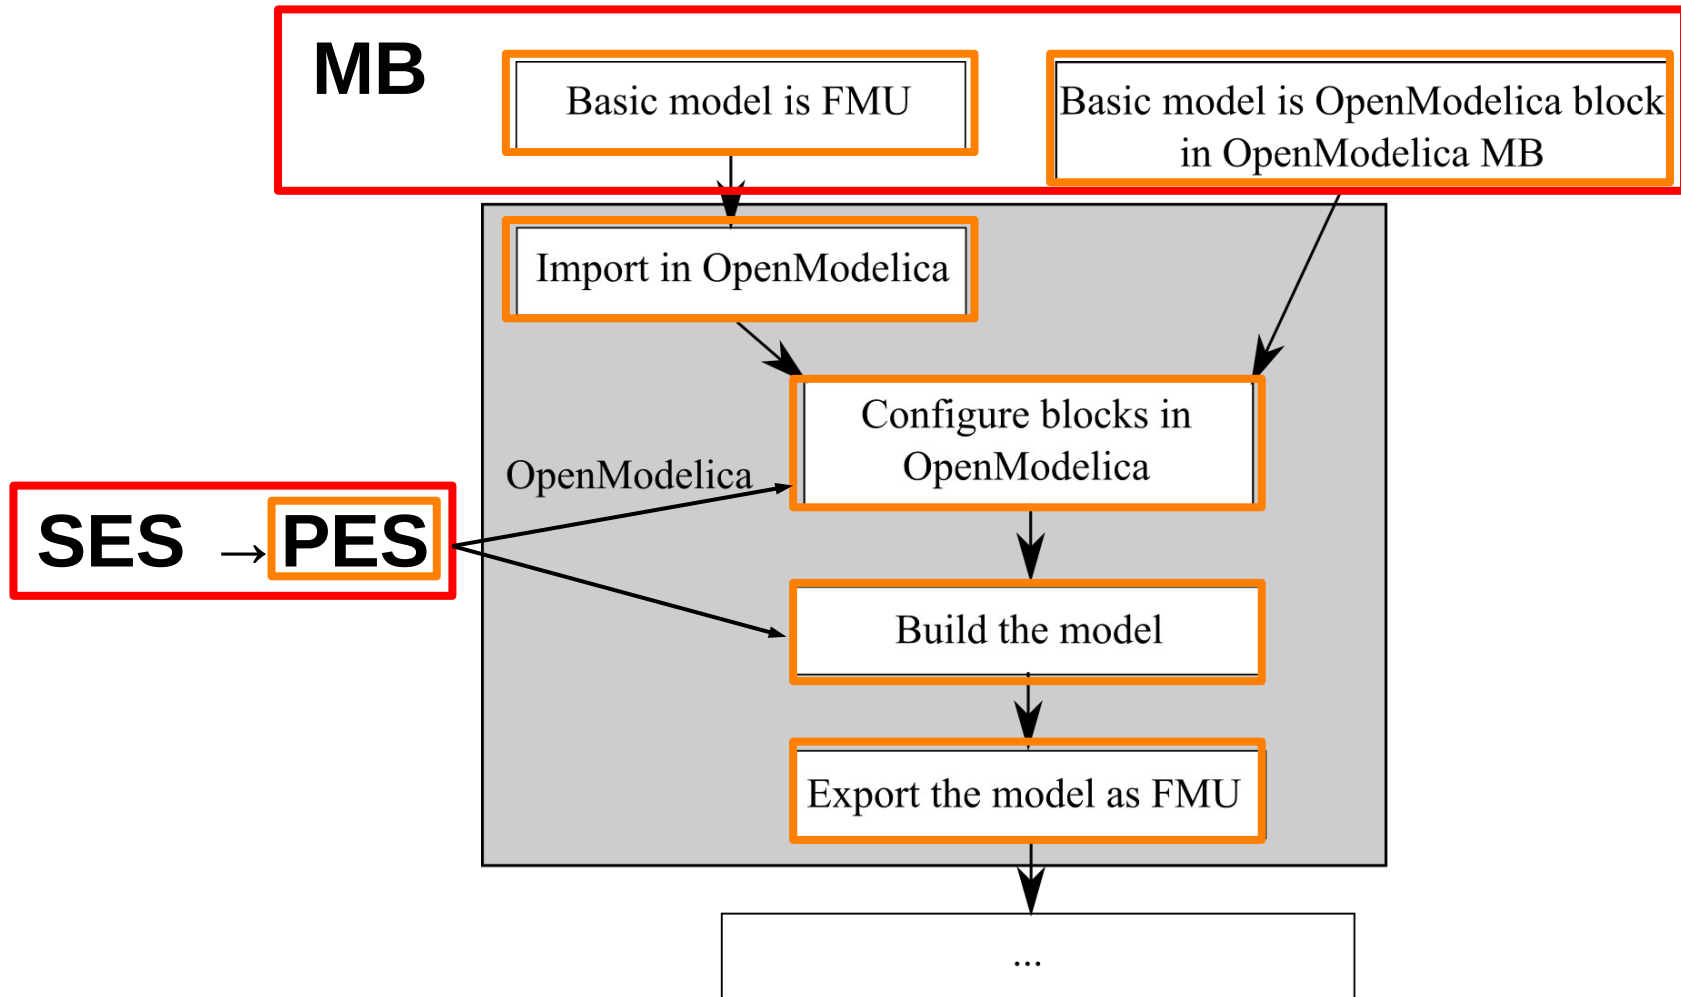 MB
Basic model is FMU
Basic model is OpenModelica block
in OpenModelica MB
Import in OpenModelica
Configure blocks in
OpenModelica
OpenModelica
SES → PES
Build the model
Export the model as FMU
...